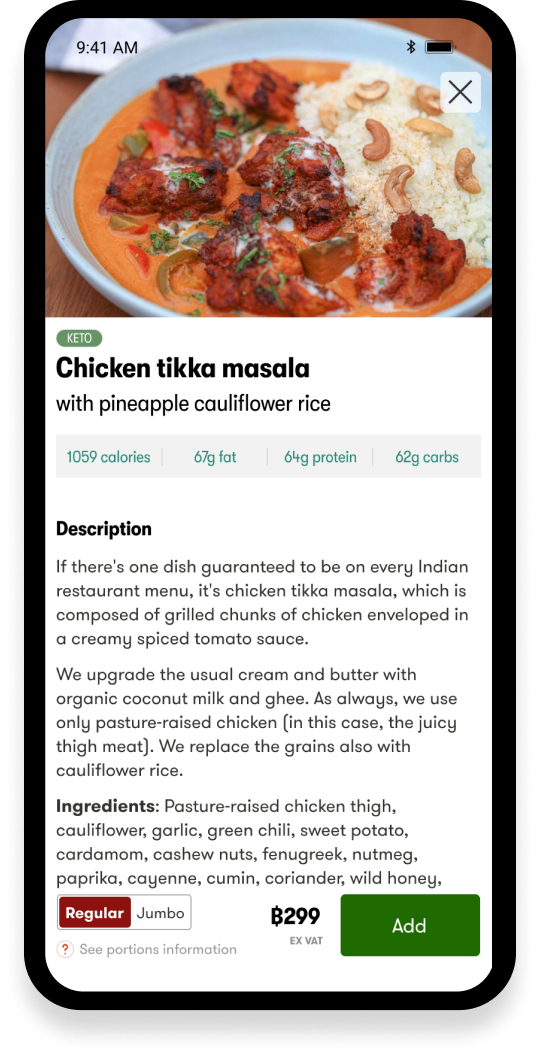 9:41 AM
KETO
Chicken tikka masala
with pineapple cauliflower rice
1059 calories 67g fat 64g protein 62g carbs
Description
If there's one dish guaranteed to be on every Indian
restaurant menu, it's chicken tikka masala, which is
composed of grilled chunks of chicken enveloped in
a creamy spiced tomato sauce.
We upgrade the usual cream and butter with
organic coconut milk and ghee. As always, we use
only pasture-raised chicken (in this case, the juicy
thigh meat). We replace the grains also with
cauliflower rice.
Ingredients: Pasture-raised chicken thigh,
cauliflower, garlic, green chili, sweet potato,
cardamom, cashew nuts, fenugreek, nutmeg,
paprika, cayenne, cumin, coriander, wild honey,
Regular Jumbo
฿299
EX VAT
Add
? See portions information